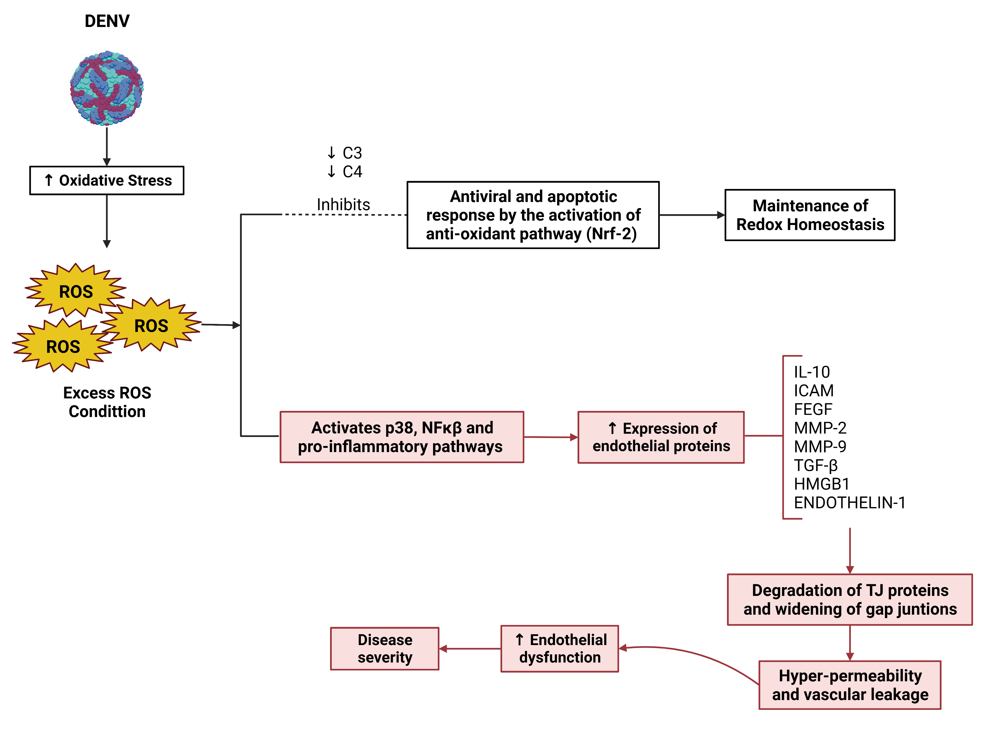 DENV
↑ Oxidative Stress
ROS
ROS
ROS
Excess ROS
Condittion
↓ C3
↓ C4
Inhibits
Antiviral and apoptotic
response by the activation of
anti-oxidant pathway (Nrf-2)
Maintenance of
Redox Homeostasis
Activates p38, NFκβ and
pro-inflammatory pathways
↑ Expression of
endothelial proteins
IL-10
ICAM
FEGF
MMP-2
MMP-9
TGF-β
HMGB1
ENDOTHELIN-1
Degradation of TJ proteins
and widening of gap juntions
Hyper-permeability
and vascular leakage
↑ Endothelial
dysfunction
Disease
severity